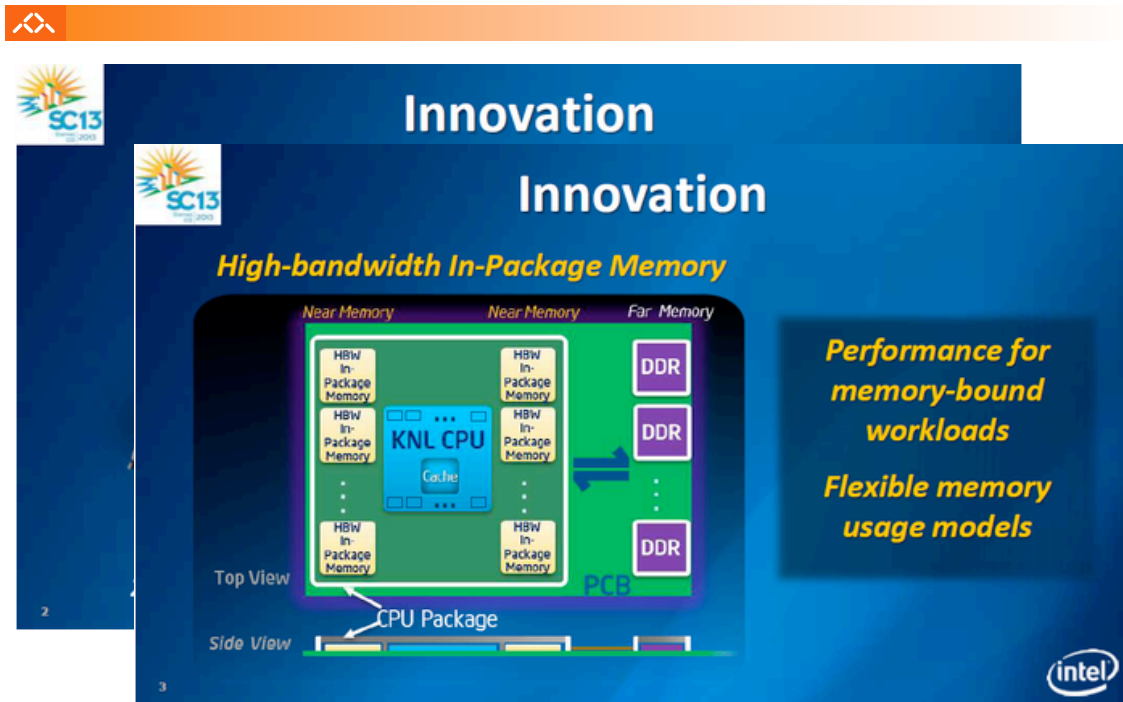 SC13
Innovation
2
SC13
Innovation
High-bandwidth In-Package Memory
Near Memory
Near Memory
Far Memory
HBW
In-
Package
Memory
HBW
In-
Package
Memory
DDR
HBW
In-
Package
Memory
KNL CPU
Cache
HBW
In-
Package
Memory
DDR
HBW
In-
Package
Memory
HBW
In-
Package
Memory
DDR
Top View
PCB
CPU Package
Side View
Performance for
memory-bound
workloads
Flexible memory
usage models
3
intel